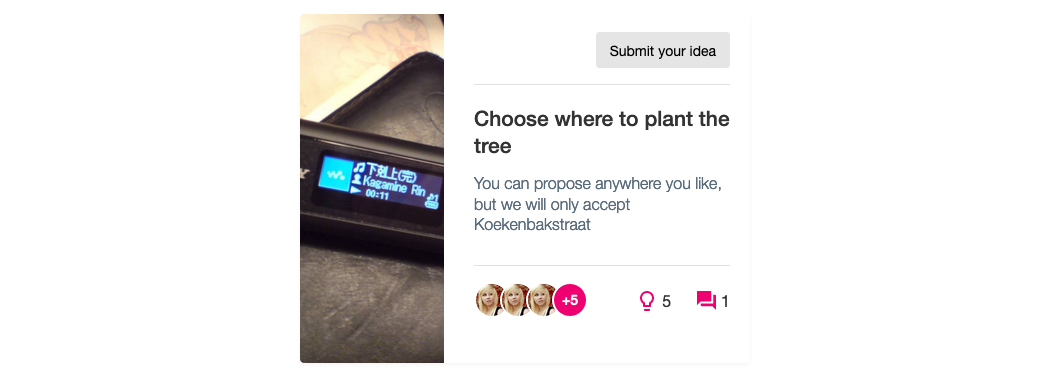 Submit your idea
Choose where to plant the
tree
You can propose anywhere you like,
but we will only accept
Koekenbakstraat
下剋上(完)
Kagamine Rin
00:11
+5
5
1